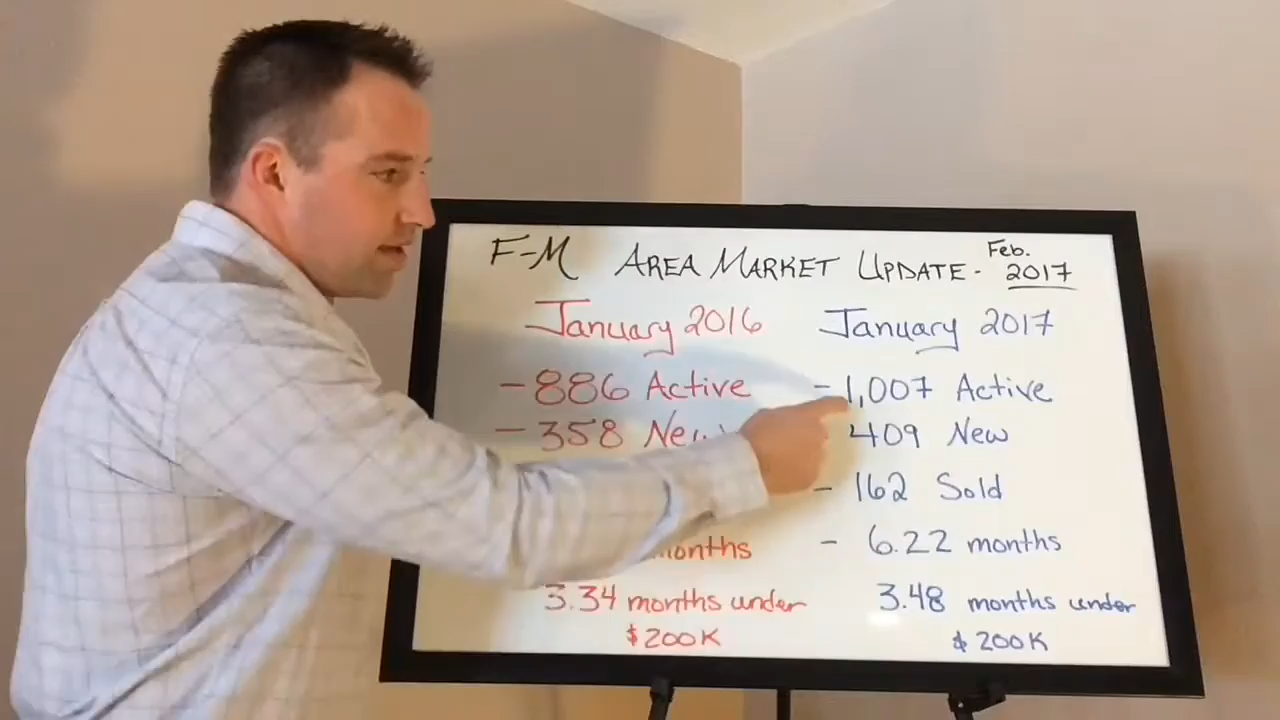 F-M AREA MARKET UPDATE - Feb. 2017
January 2016
- 886 Active
- 358 New
months
3.34 months under
$200K
January 2017
- 1,007 Active
409 New
- 162 Sold
- 6.22 months
3.48 months under
$200K